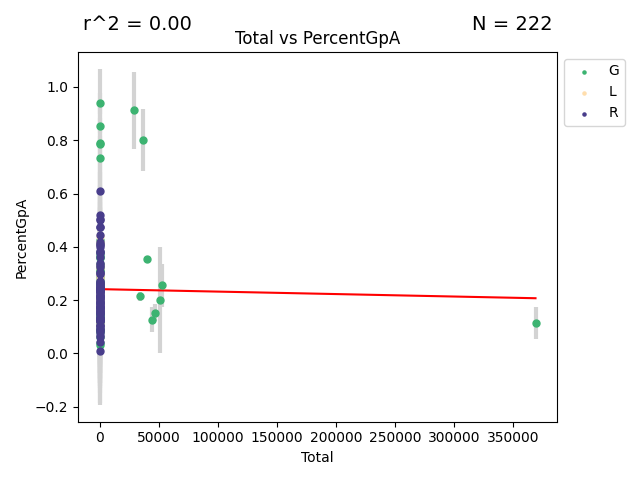 r^2 = 0.00
N = 222
Total vs PercentGpA
G
L
R
1.0
0.8
0.6
0.4
0.2
0.0
−0.2
PercentGpA
0 50000 100000 150000 200000 250000 300000 350000
Total